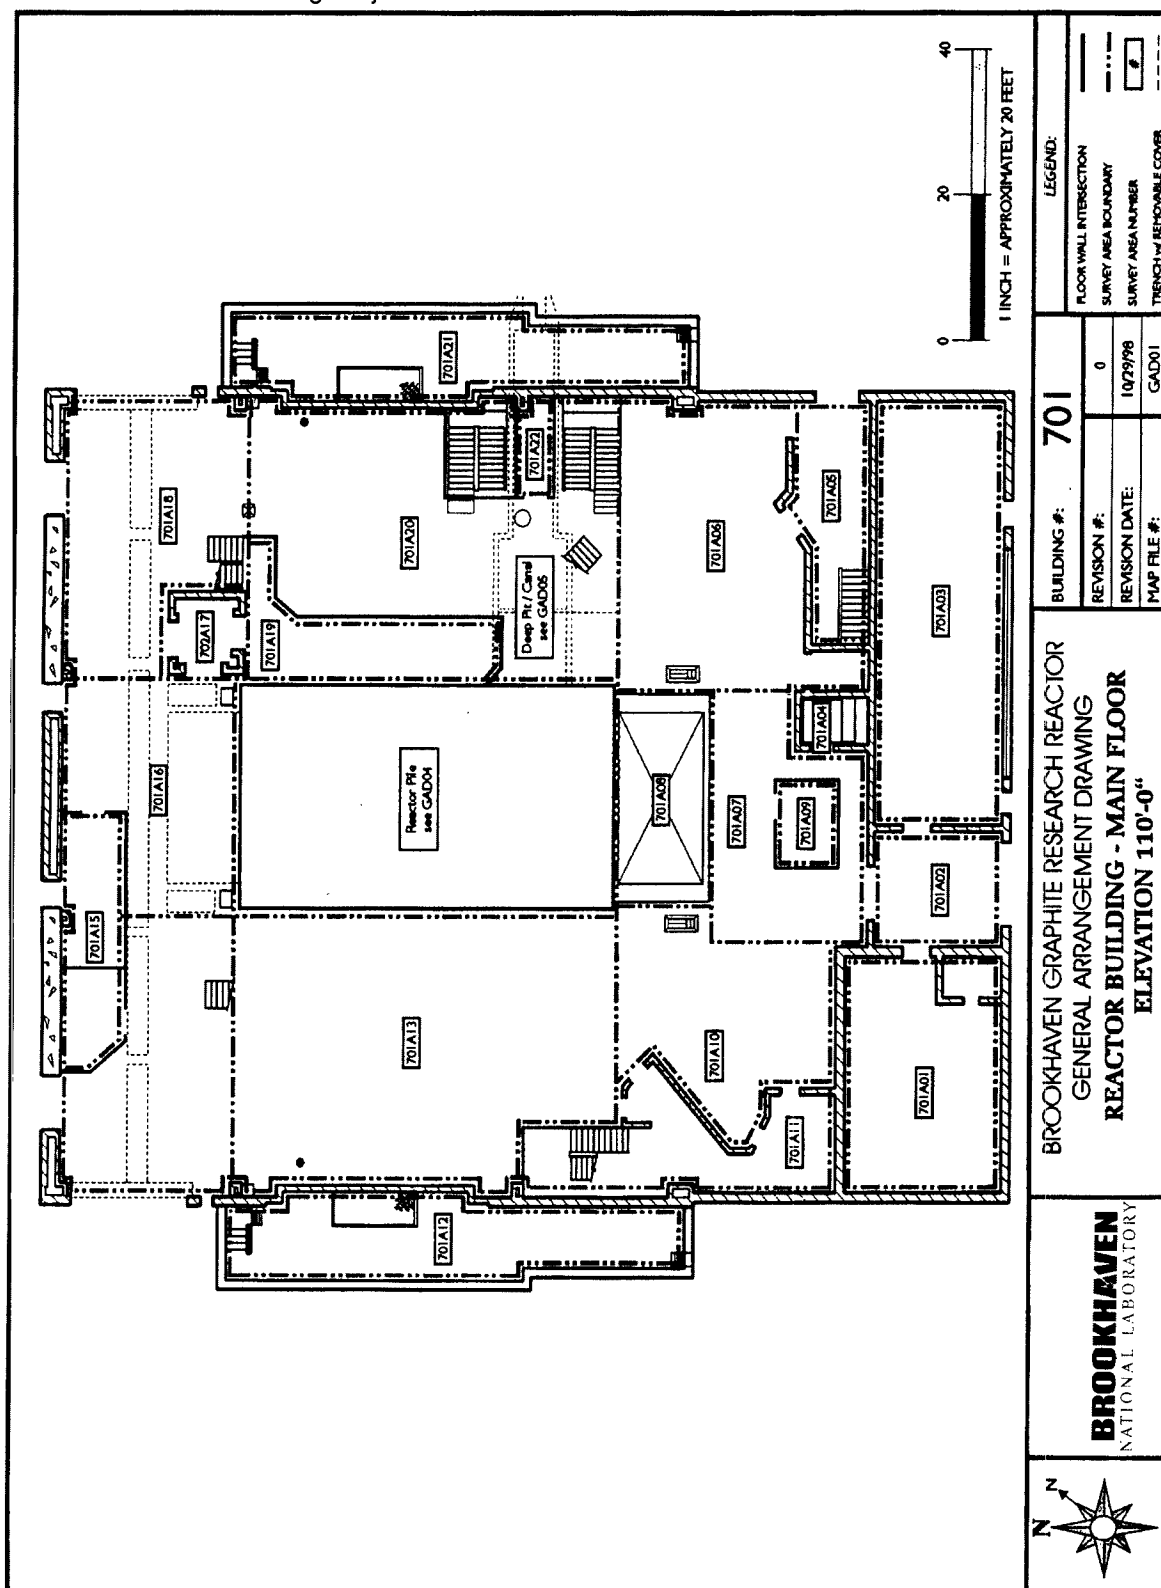 701A18
701A16
701A15
702A17
701A19
701A20
701A21
701A22
Deep Pit / Canal
see GAD05
Reactor Pile
see GAD04
701A13
701A12
701A06
701A05
701A08
701A07
701A04
701A09
701A10
701A11
701A03
701A02
701A01
0
20
40
1 INCH = APPROXIMATELY 20 FEET
N
N
BROOKHAVEN
NATIONAL LABORATORY
BROOKHAVEN GRAPHITE RESEARCH REACTOR
GENERAL ARRANGEMENT DRAWING
REACTOR BUILDING - MAIN FLOOR
ELEVATION 110'-0"
BUILDING #: 701
REVISION #: 0
REVISION DATE: 10/29/98
MAP FILE #: GAD01
LEGEND:
FLOOR WALL INTERSECTION
SURVEY AREA BOUNDARY
SURVEY AREA NUMBER #
TRENCH w/ REMOVABLE COVER